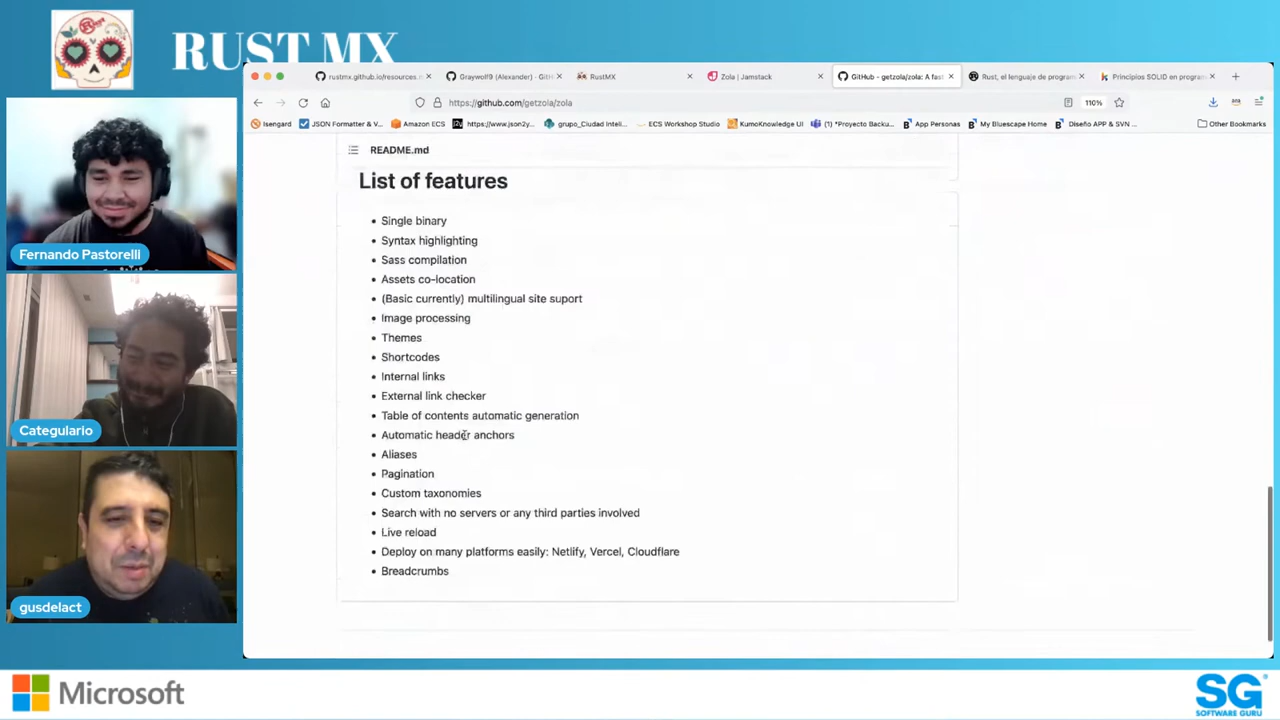 RUST MX
rustmx.github.io/resources.m
Graywolf9 (Alexander) · GitH
RustMX
Zola | Jamstack
GitHub - getzola/zola: A fast
Rust, el lenguaje de program
Principios SOLID en program
https://github.com/getzola/zola
110%
Isengard
JSON Formatter & V...
Amazon ECS
https://www.json2y...
grupo_Ciudad Inteli...
ECS Workshop Studio
KumoKnowledge UI
(1) *Proyecto Backu...
App Personas
My Bluescape Home
Diseño APP & SVN ...
Other Bookmarks
README.md
List of features
Single binary
Syntax highlighting
Sass compilation
Assets co-location
(Basic currently) multilingual site suport
Image processing
Themes
Shortcodes
Internal links
External link checker
Table of contents automatic generation
Automatic header anchors
Aliases
Pagination
Custom taxonomies
Search with no servers or any third parties involved
Live reload
Deploy on many platforms easily: Netlify, Vercel, Cloudflare
Breadcrumbs
Fernando Pastorelli
Categulario
gusdelact
Microsoft
SG
SOFTWARE GURU